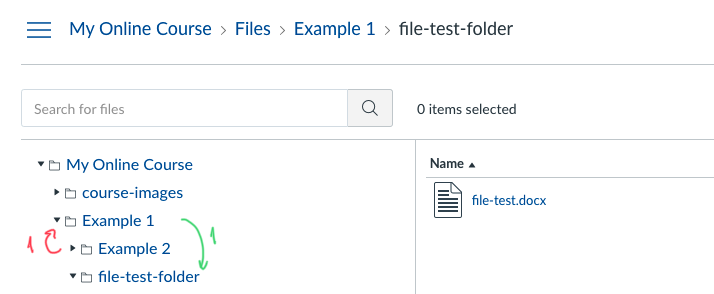 My Online Course > Files > Example 1 > file-test-folder
Search for files
0 items selected
My Online Course
course-images
Example 1
1
1
Example 2
file-test-folder
Name
file-test.docx